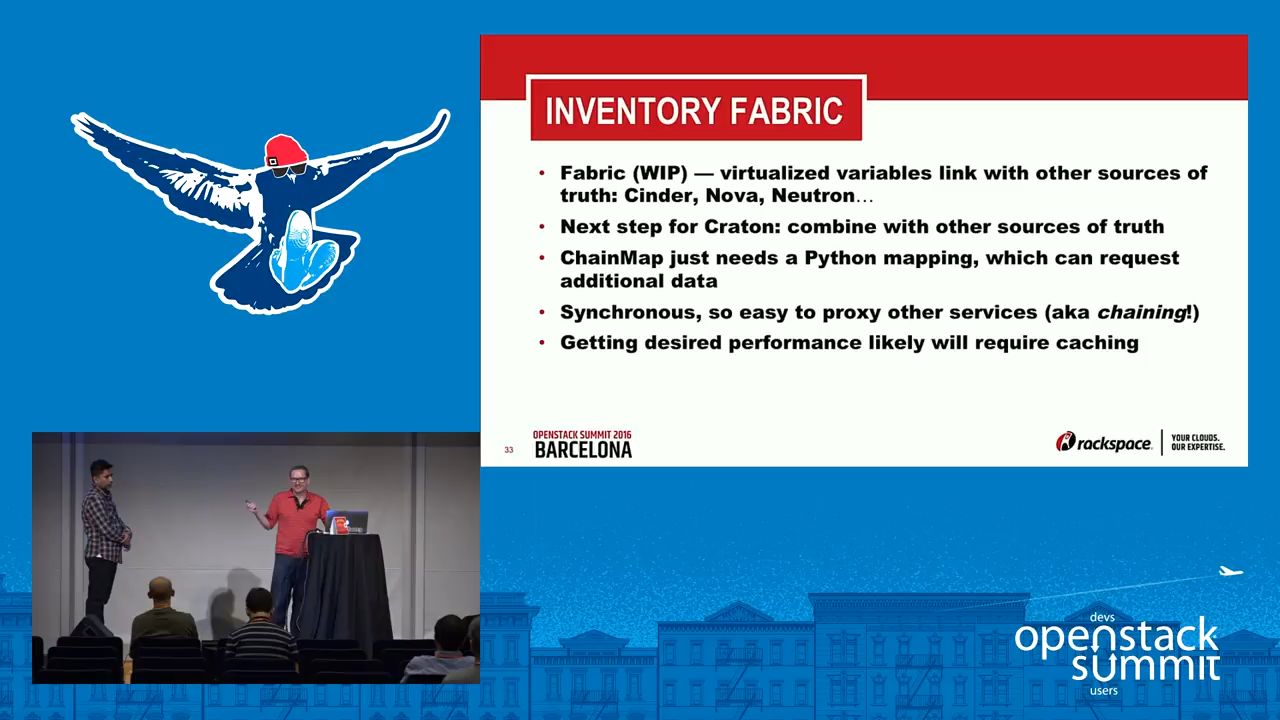 INVENTORY FABRIC
• Fabric (WIP) — virtualized variables link with other sources of
truth: Cinder, Nova, Neutron…
• Next step for Craton: combine with other sources of truth
• ChainMap just needs a Python mapping, which can request
additional data
• Synchronous, so easy to proxy other services (aka chaining!)
• Getting desired performance likely will require caching
33
OPENSTACK SUMMIT 2016
BARCELONA
rackspace.
YOUR CLOUDS.
OUR EXPERTISE.
devs
openstack
summit
users